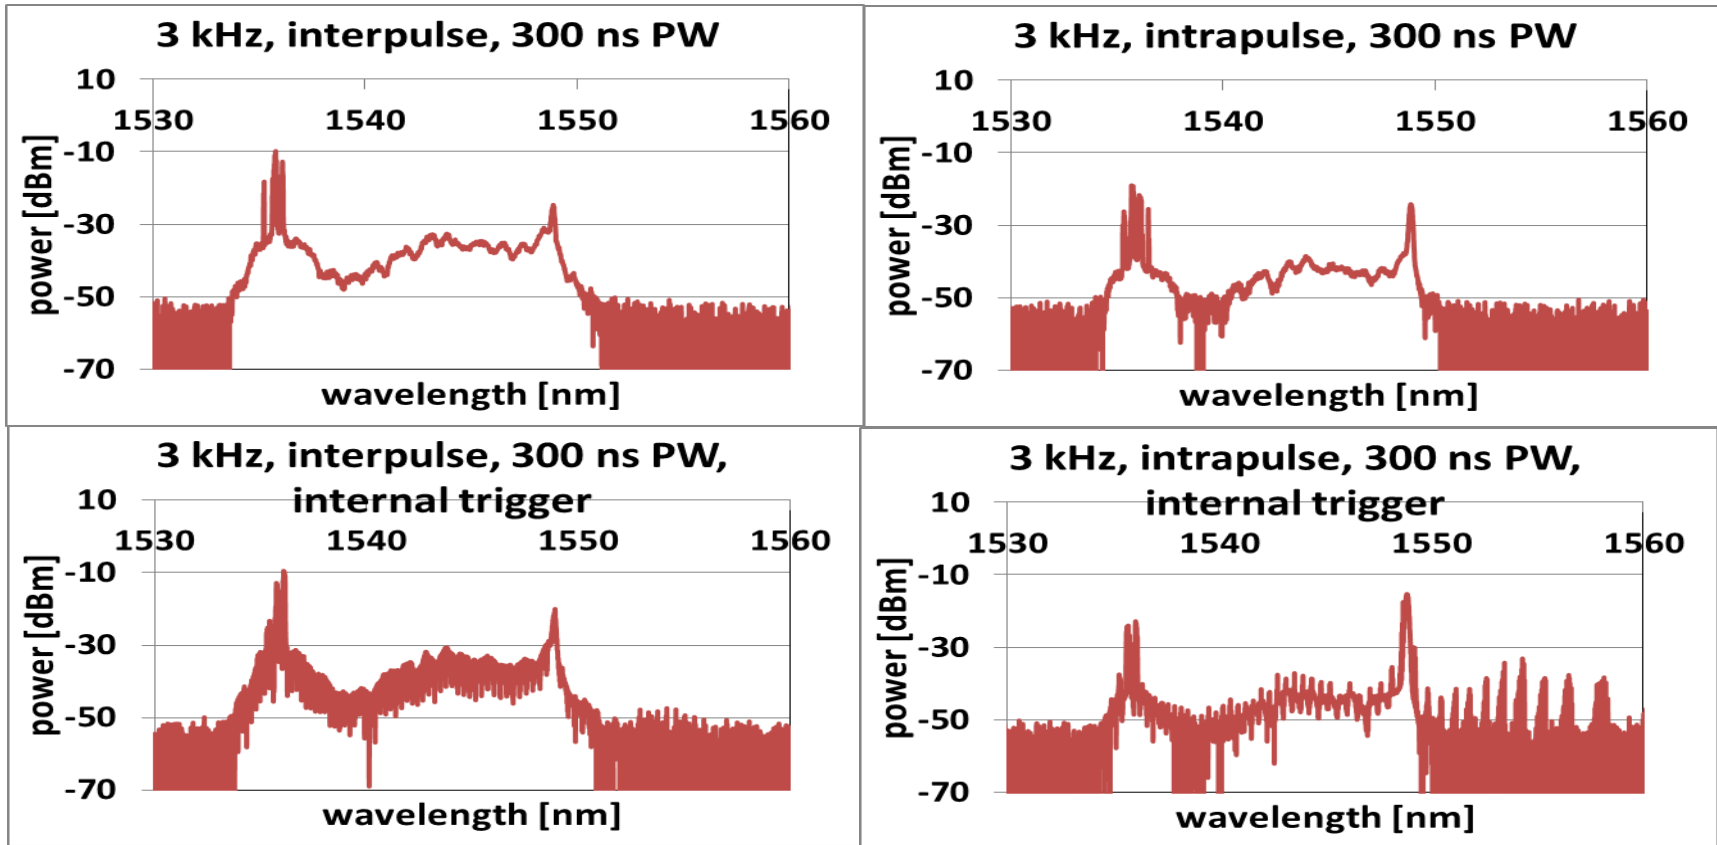 3 kHz, interpulse, 300 ns PW
10
1530 1540 1550 1560
-10
-30
-50
-70
power [dBm]
wavelength [nm]
3 kHz, intrapulse, 300 ns PW
10
1530 1540 1550 1560
-10
-30
-50
-70
power [dBm]
wavelength [nm]
3 kHz, interpulse, 300 ns PW,
internal trigger
10
1530 1540 1550 1560
-10
-30
-50
-70
power [dBm]
wavelength [nm]
3 kHz, intrapulse, 300 ns PW,
internal trigger
10
1530 1540 1550 1560
-10
-30
-50
-70
power [dBm]
wavelength [nm]